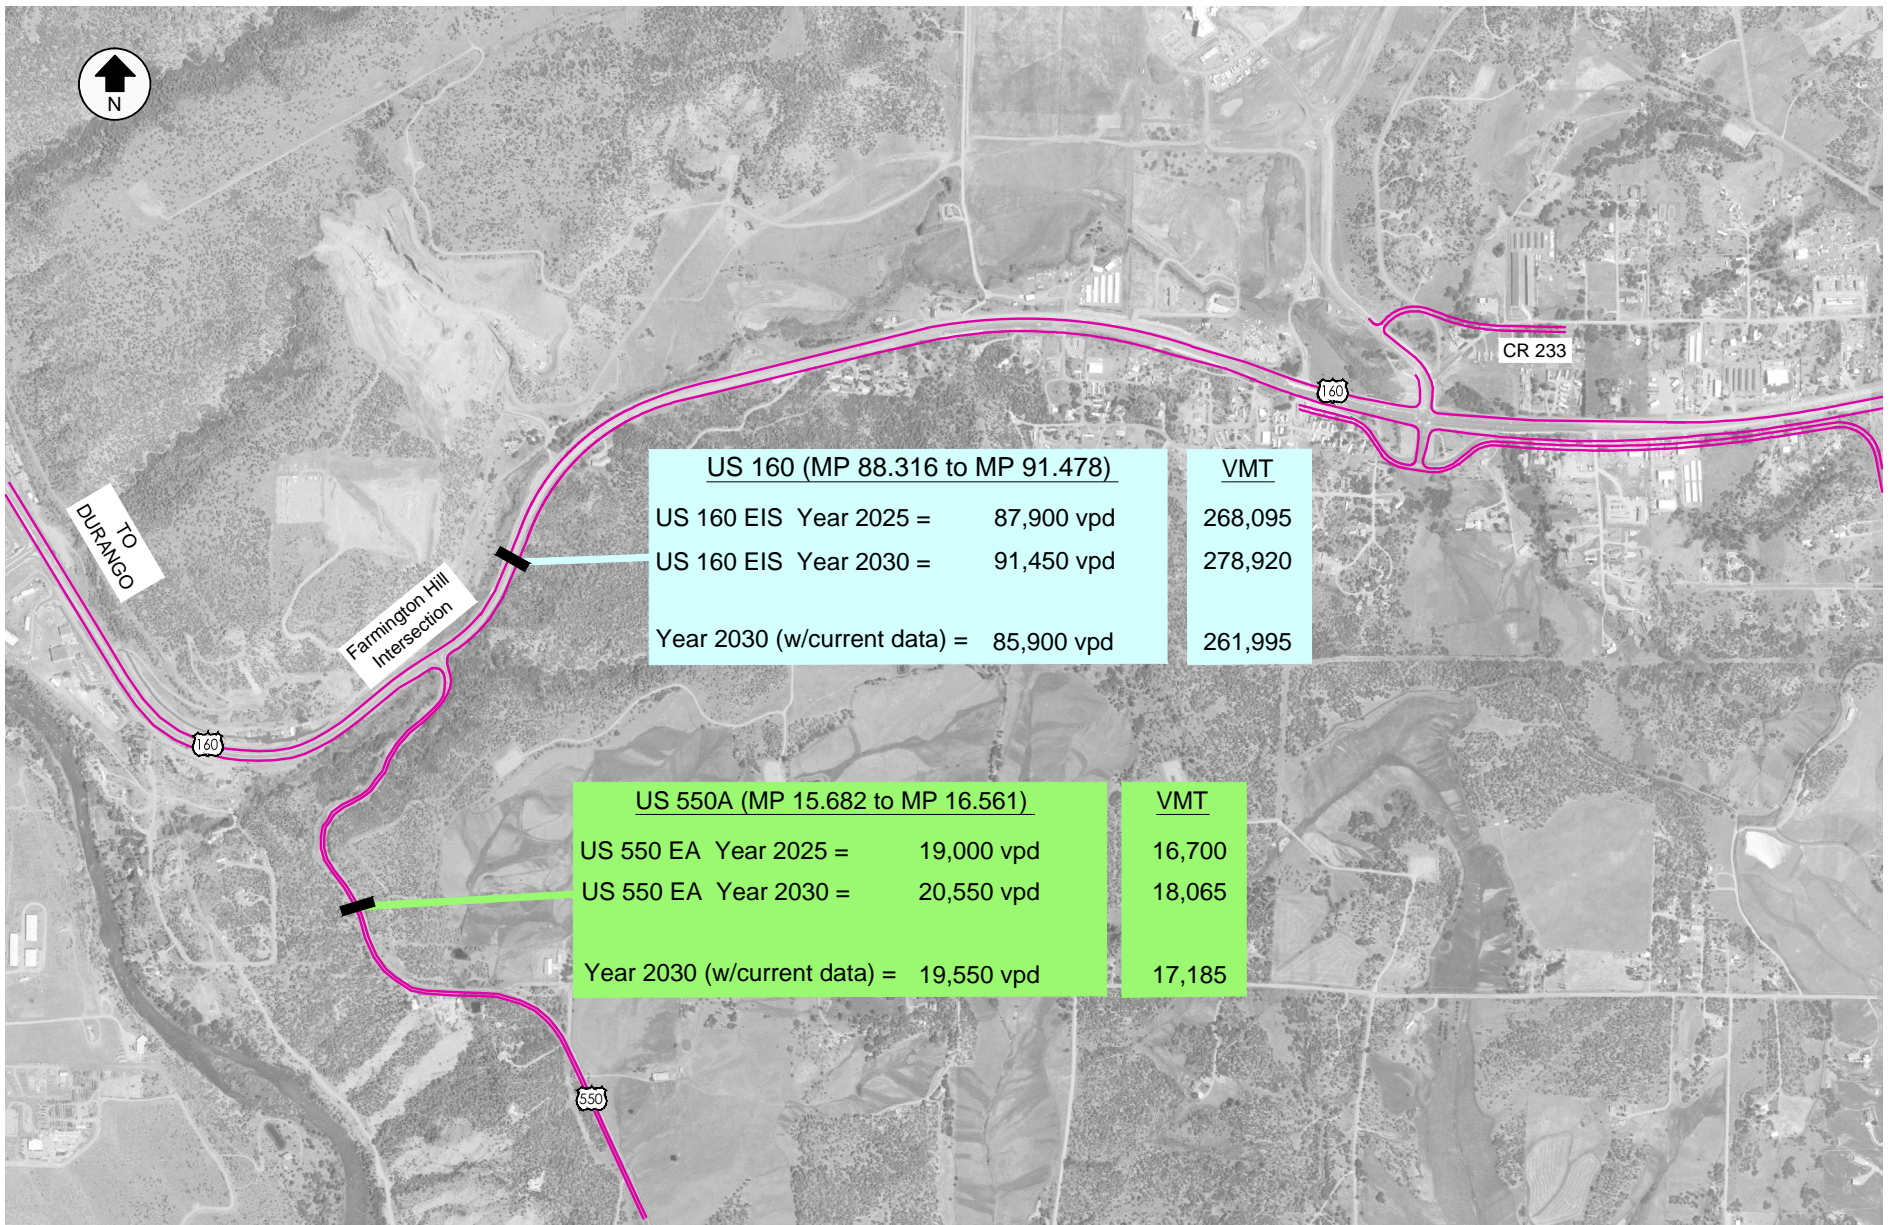 N
160
CR 233
US 160 (MP 88.316 to MP 91.478) VMT
US 160 EIS Year 2025 = 87,900 vpd 268,095
US 160 EIS Year 2030 = 91,450 vpd 278,920
Year 2030 (w/current data) = 85,900 vpd 261,995
TO
DURANGO
Farmington Hill
Intersection
160
US 550A (MP 15.682 to MP 16.561) VMT
US 550 EA Year 2025 = 19,000 vpd 16,700
US 550 EA Year 2030 = 20,550 vpd 18,065
Year 2030 (w/current data) = 19,550 vpd 17,185
550